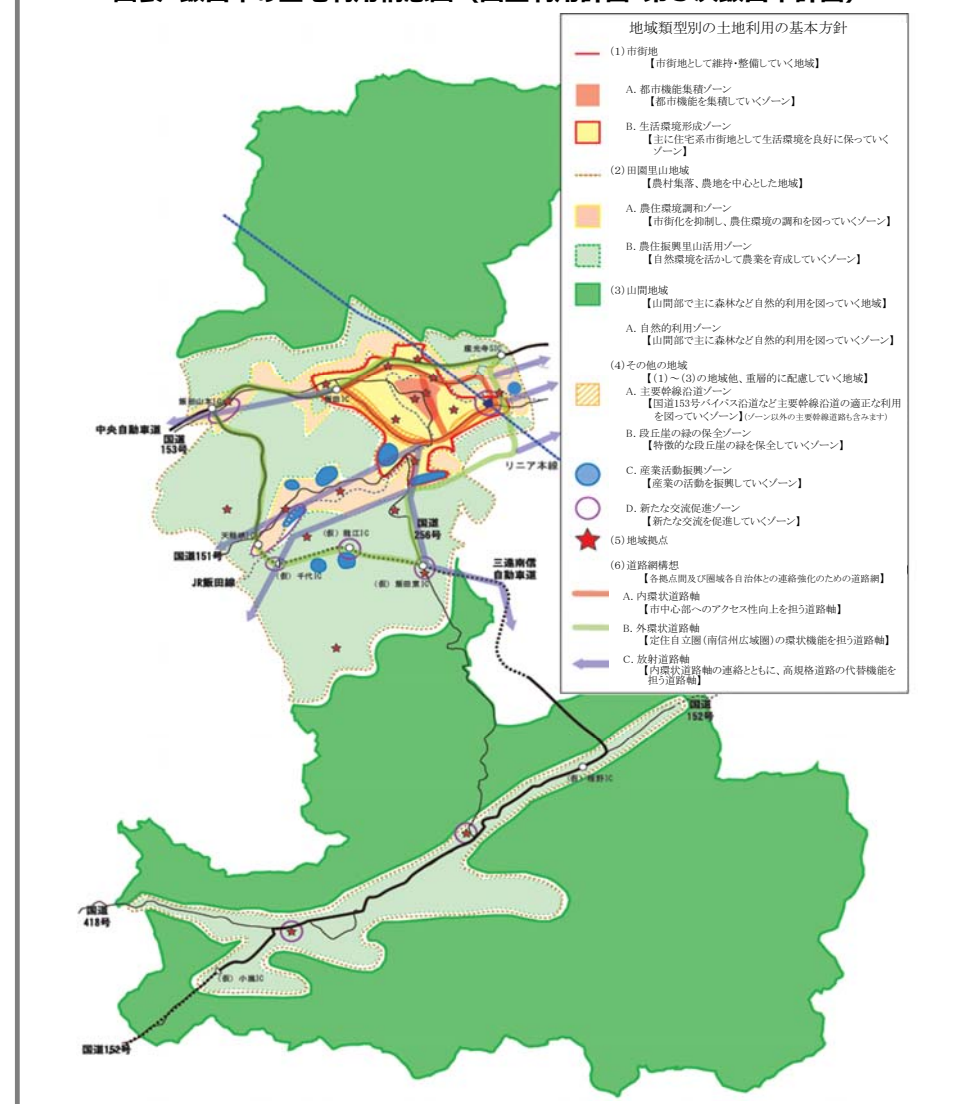 地域類型別の土地利用の基本方針
(1)市街地
【市街地として維持・整備していく地域】
A. 都市機能集積ゾーン
【都市機能を集積していくゾーン】
B. 生活環境形成ゾーン
【主に住宅系市街地として生活環境を良好に保っていく
ゾーン】
(2)田園里山地域
【農村集落、農地を中心とした地域】
A. 農住環境調和ゾーン
【市街化を抑制し、農住環境の調和を図っていくゾーン】
B. 農住振興里山活用ゾーン
【自然環境を活かして農業を育成していくゾーン】
(3)山間地域
【山間部で主に森林など自然的利用を図っていく地域】
A. 自然的利用ゾーン
【山間部で主に森林など自然的利用を図っていくゾーン】
(4)その他の地域
【(1)~(3)の地域他、重層的に配慮していく地域】
A. 主要幹線沿道ゾーン
【国道153号バイパス沿道など主要幹線沿道の適正な利用
を図っていくゾーン】(ゾーン以外の主要幹線道路も含みます)
B. 段丘崖の緑の保全ゾーン
【特徴的な段丘崖の緑を保全していくゾーン】
C. 産業活動振興ゾーン
【産業の活動を振興していくゾーン】
D. 新たな交流促進ゾーン
【新たな交流を促進していくゾーン】
(5)地域拠点
(6)道路網構想
【各拠点間及び圏域各自治体との連絡強化のための道路網】
A. 内環状道路軸
【市中心部へのアクセス性向上を担う道路軸】
B. 外環状道路軸
【定住自立圏(南信州広域圏)の環状機能を担う道路軸】
C. 放射道路軸
【内環状道路軸の連絡とともに、高規格道路の代替機能を
担う道路軸】
座光寺SIC
飯田IC
飯田山本IC
中央自動車道
国道
153号
リニア本線
国道
256号
天龍峡IC
(仮)龍江IC
国道151号
三遠南信
自動車道
JR飯田線
(仮)千代IC
(仮)飯田東IC
国道
152号
国道
418号
(仮)小嵐IC
国道152号